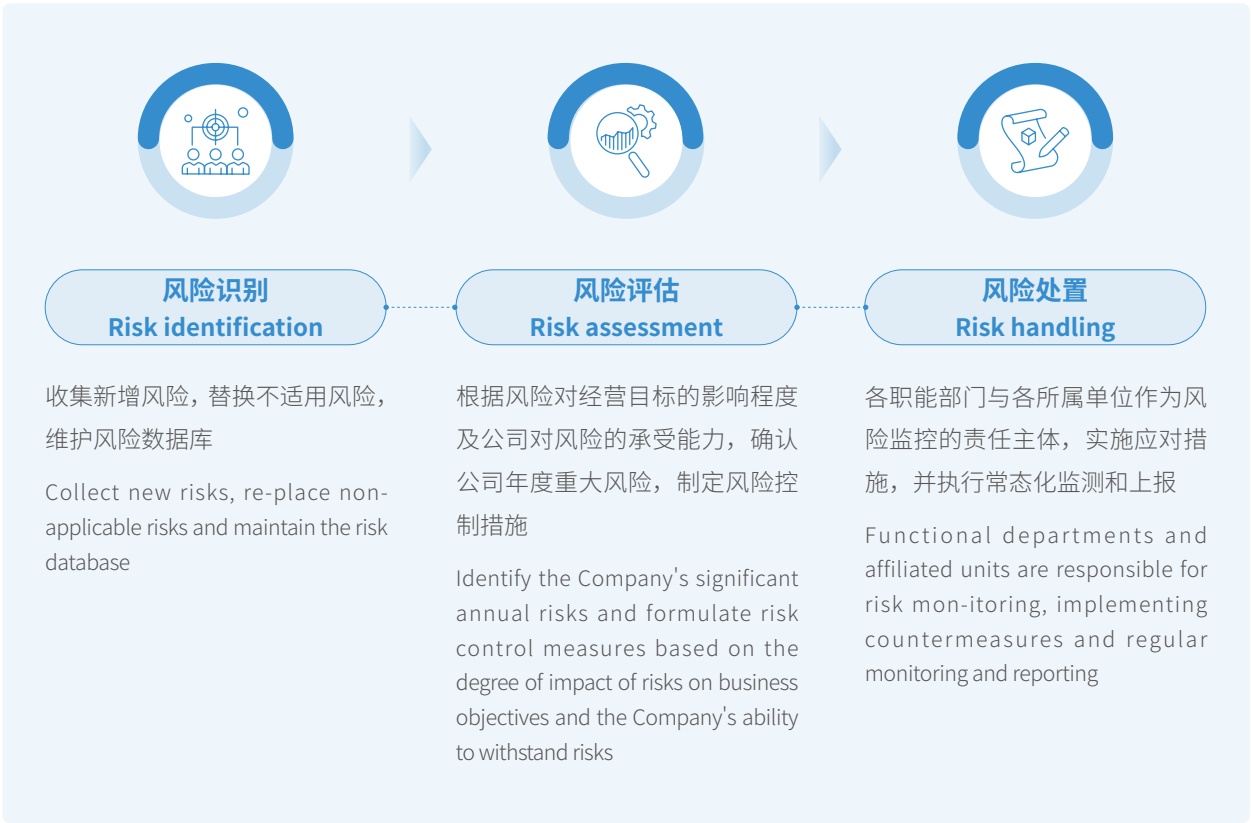 风险识别
Risk identification
收集新增风险，替换不适用风险，
维护风险数据库
Collect new risks, re-place non-
applicable risks and maintain the risk
database
风险评估
Risk assessment
根据风险对经营目标的影响程度
及公司对风险的承受能力，确认
公司年度重大风险，制定风险控
制措施
Identify the Company's significant
annual risks and formulate risk
control measures based on the
degree of impact of risks on business
objectives and the Company's ability
to withstand risks
风险处置
Risk handling
各职能部门与各所属单位作为风
险监控的责任主体，实施应对措
施，并执行常态化监测和上报
Functional departments and
affiliated units are responsible for
risk mon-itoring, implementing
countermeasures and regular
monitoring and reporting